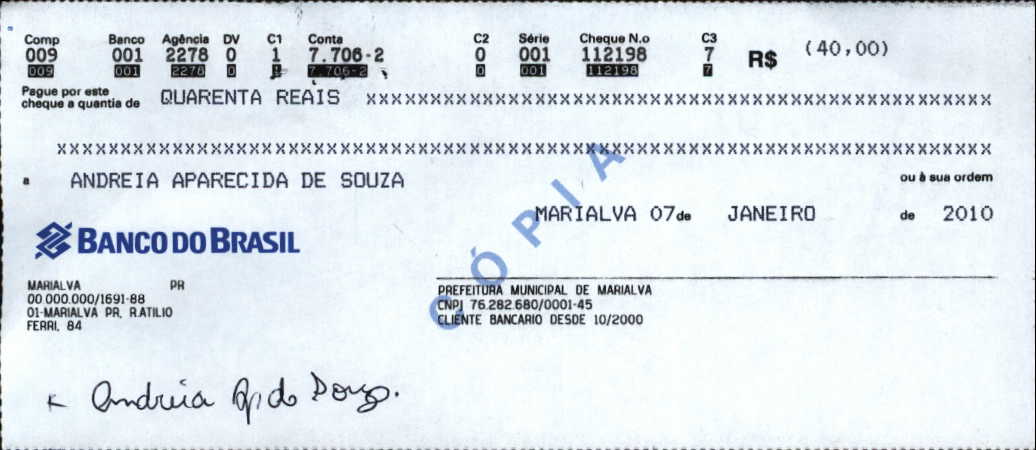 Comp Banco Agência DV C1 Conta C2 Série Cheque N.o C3
009 001 2278 0 1 7.706-2 0 001 112198 7 R$ (40,00)
009 001 2278 0 7.706-2 0 001 112198 7
Pague por este
cheque a quantia de QUARENTA REAIS XXXXXXXXXXXXXXXXXXXXXXXXXXXXXXXXXXXXXXXXXXXXXXXXXX
XXXXXXXXXXXXXXXXXXXXXXXXXXXXXXXXXXXXXXXXXXXXXXXXXXXXXXXXXXXXXXXXXXXXXXXXXX
a ANDREIA APARECIDA DE SOUZA ou à sua ordem
MARIALVA 07 de JANEIRO de 2010
CÓPIA
BANCO DO BRASIL
MARIALVA PR
00.000.000/1691-88
01-MARIALVA PR, R.ATILIO
FERRI, 84
PREFEITURA MUNICIPAL DE MARIALVA
CNPJ 76.282.680/0001-45
CLIENTE BANCARIO DESDE 10/2000
Andreia Ap. de Souza.